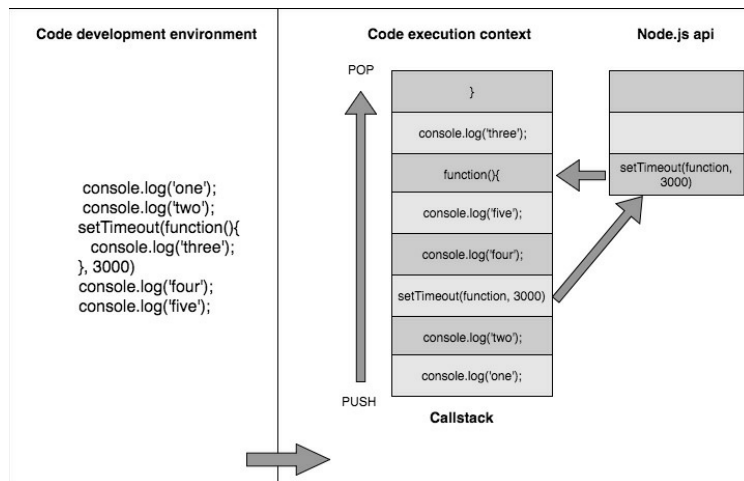 Code development environment
console.log('one');
console.log('two');
setTimeout(function(){
console.log('three');
}, 3000)
console.log('four');
console.log('five');
Code execution context
POP
}
console.log('three');
function(){
console.log('five');
console.log('four');
setTimeout(function, 3000)
console.log('two');
console.log('one');
PUSH
Callstack
Node.js api
setTimeout(function,
3000)